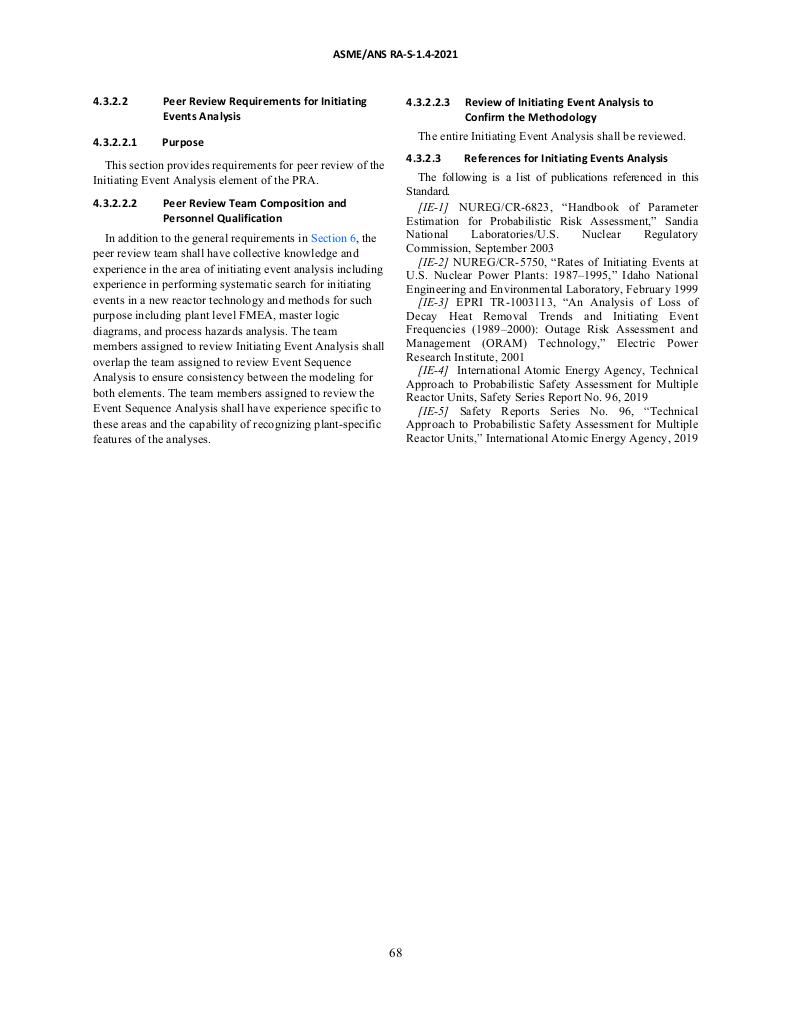 ASME/ANS RA-S-1.4-2021
4.3.2.2 Peer Review Requirements for Initiating
Events Analysis
4.3.2.2.1 Purpose
This section provides requirements for peer review of the
Initiating Event Analysis element of the PRA.
4.3.2.2.2 Peer Review Team Composition and
Personnel Qualification
In addition to the general requirements in Section 6, the
peer review team shall have collective knowledge and
experience in the area of initiating event analysis including
experience in performing systematic search for initiating
events in a new reactor technology and methods for such
purpose including plant level FMEA, master logic
diagrams, and process hazards analysis. The team
members assigned to review Initiating Event Analysis shall
overlap the team assigned to review Event Sequence
Analysis to ensure consistency between the modeling for
both elements. The team members assigned to review the
Event Sequence Analysis shall have experience specific to
these areas and the capability of recognizing plant-specific
features of the analyses.
4.3.2.2.3 Review of Initiating Event Analysis to
Confirm the Methodology
The entire Initiating Event Analysis shall be reviewed.
4.3.2.3 References for Initiating Events Analysis
The following is a list of publications referenced in this
Standard.
[IE-1] NUREG/CR-6823, “Handbook of Parameter
Estimation for Probabilistic Risk Assessment,” Sandia
National Laboratories/U.S. Nuclear Regulatory
Commission, September 2003
[IE-2] NUREG/CR-5750, “Rates of Initiating Events at
U.S. Nuclear Power Plants: 1987–1995,” Idaho National
Engineering and Environmental Laboratory, February 1999
[IE-3] EPRI TR-1003113, “An Analysis of Loss of
Decay Heat Removal Trends and Initiating Event
Frequencies (1989–2000): Outage Risk Assessment and
Management (ORAM) Technology,” Electric Power
Research Institute, 2001
[IE-4] International Atomic Energy Agency, Technical
Approach to Probabilistic Safety Assessment for Multiple
Reactor Units, Safety Series Report No. 96, 2019
[IE-5] Safety Reports Series No. 96, “Technical
Approach to Probabilistic Safety Assessment for Multiple
Reactor Units,” International Atomic Energy Agency, 2019
68